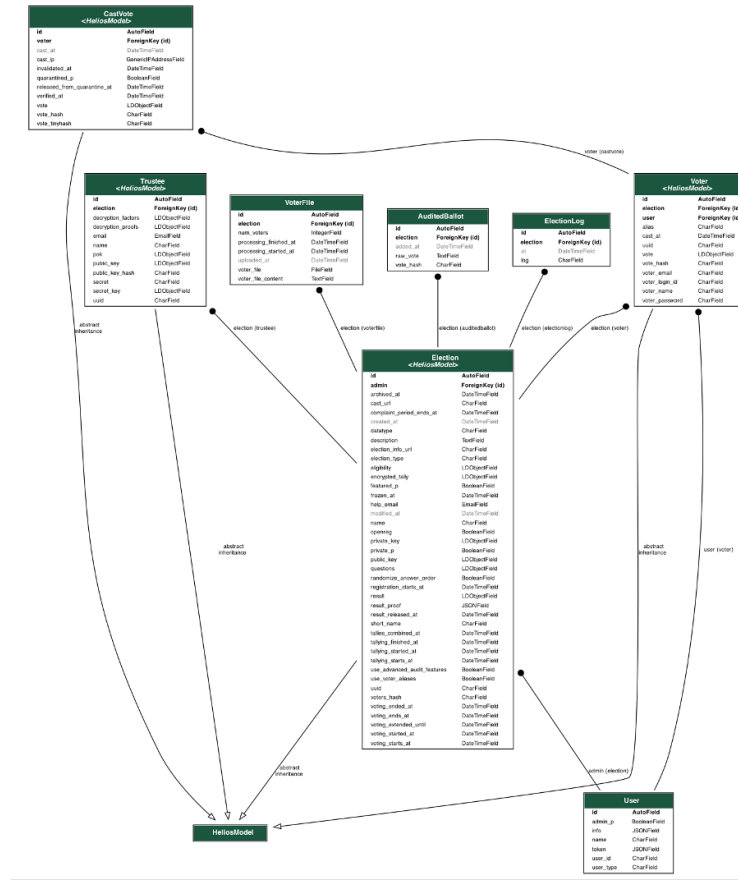 CastVote
<HeliosModel>
id AutoField
voter ForeignKey (id)
cast_at DateTimeField
cast_ip GenericIPAddressField
invalidated_at DateTimeField
quarantined_p BooleanField
released_from_quarantine_at DateTimeField
verified_at DateTimeField
vote LDObjectField
vote_hash CharField
vote_tinyhash CharField
voter (castvote)
Trustee
<HeliosModel>
id AutoField
election ForeignKey (id)
decryption_factors LDObjectField
decryption_proofs LDObjectField
email EmailField
name CharField
pok LDObjectField
public_key LDObjectField
public_key_hash CharField
secret CharField
secret_key LDObjectField
uuid CharField
VoterFile
id AutoField
election ForeignKey (id)
num_voters IntegerField
processing_finished_at DateTimeField
processing_started_at DateTimeField
uploaded_at DateTimeField
voter_file FileField
voter_file_content TextField
AuditedBallot
id AutoField
election ForeignKey (id)
added_at DateTimeField
raw_vote TextField
vote_hash CharField
ElectionLog
id AutoField
election ForeignKey (id)
at DateTimeField
log CharField
Voter
<HeliosModel>
id AutoField
election ForeignKey (id)
user ForeignKey (id)
alias CharField
cast_at DateTimeField
uuid CharField
vote LDObjectField
vote_hash CharField
voter_email CharField
voter_login_id CharField
voter_name CharField
voter_password CharField
abstract
inheritance
election (trustee)
election (voterfile)
election (auditedballot)
election (electionlog)
election (voter)
Election
<HeliosModel>
id AutoField
admin ForeignKey (id)
archived_at DateTimeField
cast_url CharField
complaint_period_ends_at DateTimeField
created_at DateTimeField
datatype CharField
description TextField
election_info_url CharField
election_type CharField
eligibility LDObjectField
encrypted_tally LDObjectField
featured_p BooleanField
frozen_at DateTimeField
help_email EmailField
modified_at DateTimeField
name CharField
openreg BooleanField
private_key LDObjectField
private_p BooleanField
public_key LDObjectField
questions LDObjectField
randomize_answer_order BooleanField
registration_starts_at DateTimeField
result LDObjectField
result_proof JSONField
result_released_at DateTimeField
short_name CharField
tallies_combined_at DateTimeField
tallying_finished_at DateTimeField
tallying_started_at DateTimeField
tallying_starts_at DateTimeField
use_advanced_audit_features BooleanField
use_voter_aliases BooleanField
uuid CharField
voters_hash CharField
voting_ended_at DateTimeField
voting_ends_at DateTimeField
voting_extended_until DateTimeField
voting_started_at DateTimeField
voting_starts_at DateTimeField
abstract
inheritance
abstract
inheritance
user (voter)
abstract
inheritance
admin (election)
HeliosModel
User
id AutoField
admin_p BooleanField
info JSONField
name CharField
token JSONField
user_id CharField
user_type CharField